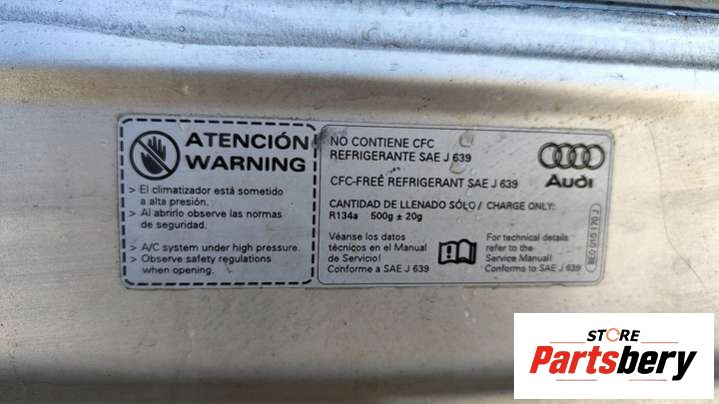 ATENCIÓN
WARNING
> El climatizador está sometido
a alta presión.
> Al abrirlo observe las normas
de seguridad.
> A/C system under high pressure.
> Observe safety regulations
when opening.
NO CONTIENE CFC
REFRIGERANTE SAE J 639
CFC-FREE REFRIGERANT SAE J 639
CANTIDAD DE LLENADO SÓLO/ CHARGE ONLY:
R134a 500g ± 20g
Véanse los datos
técnicos en el Manual
de Servicio!
Conforme a SAE J 639
For technical details
refer to the
Service Manual!
Conforms to SAE J 639
Audi
8E0 010 170 J
STORE
Partsbery